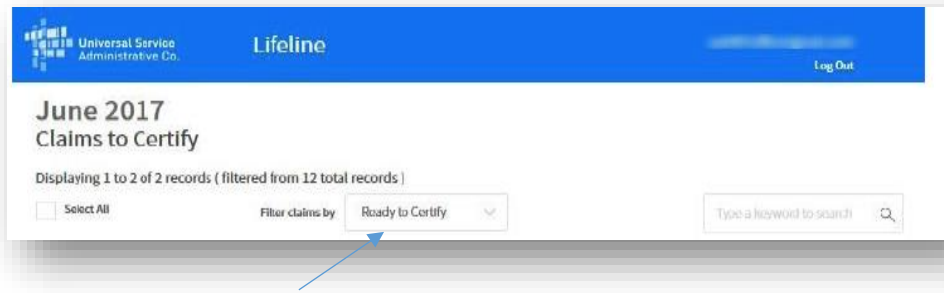 Universal Service
Administrative Co.
Lifeline
Log Out
June 2017
Claims to Certify
Displaying 1 to 2 of 2 records ( filtered from 12 total records )
Select All
Filter claims by
Ready to Certify
Type a keyword to search